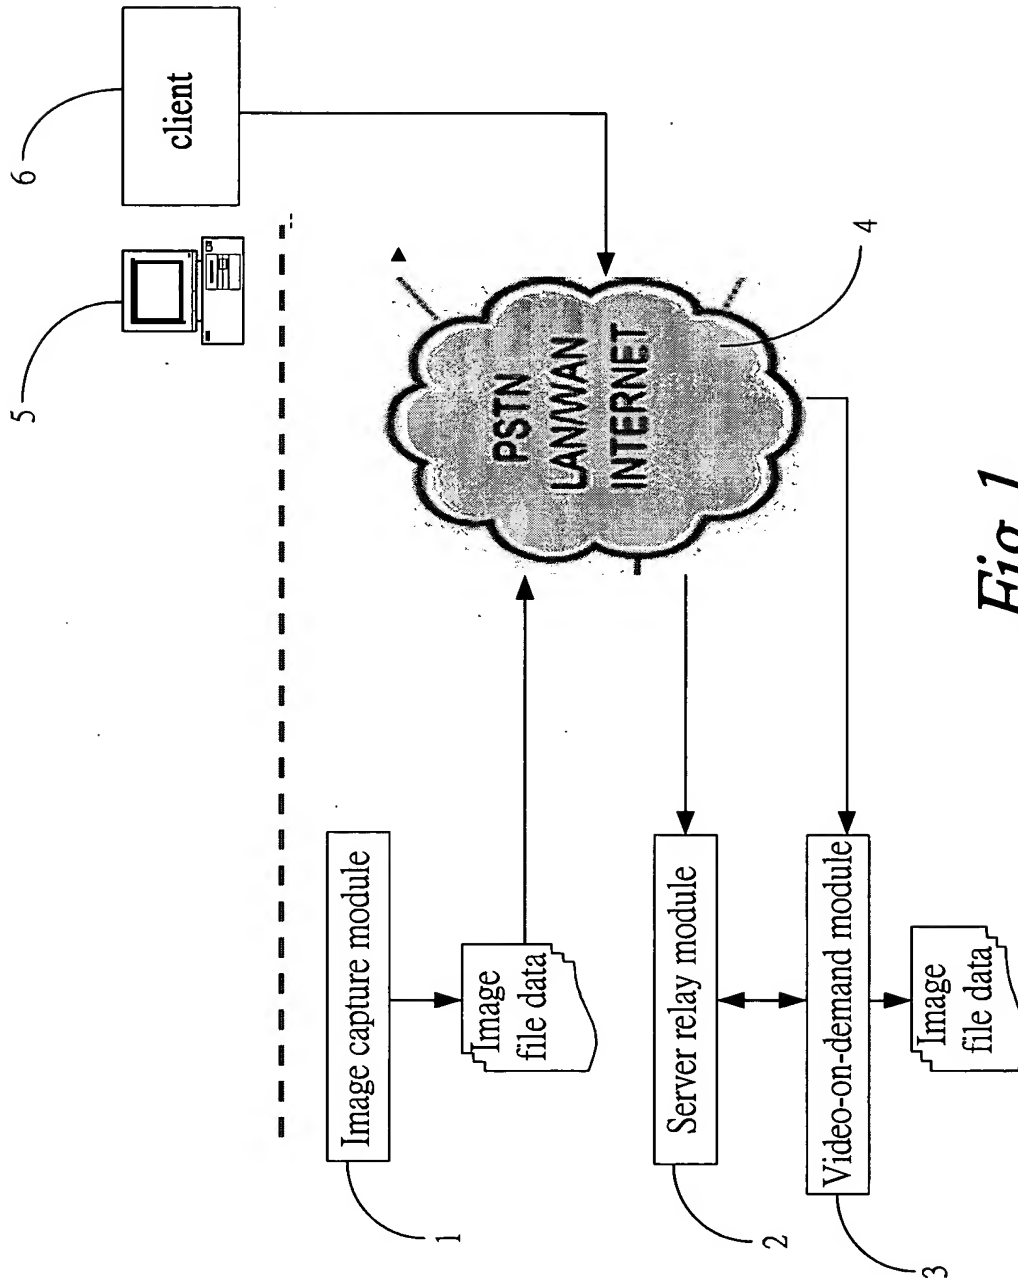 5
6
client
Image capture module
1
Image
file data
PSTN
LAN/WAN
INTERNET
Server relay module
2
4
Video-on-demand module
3
Image
file data
Fig. 1